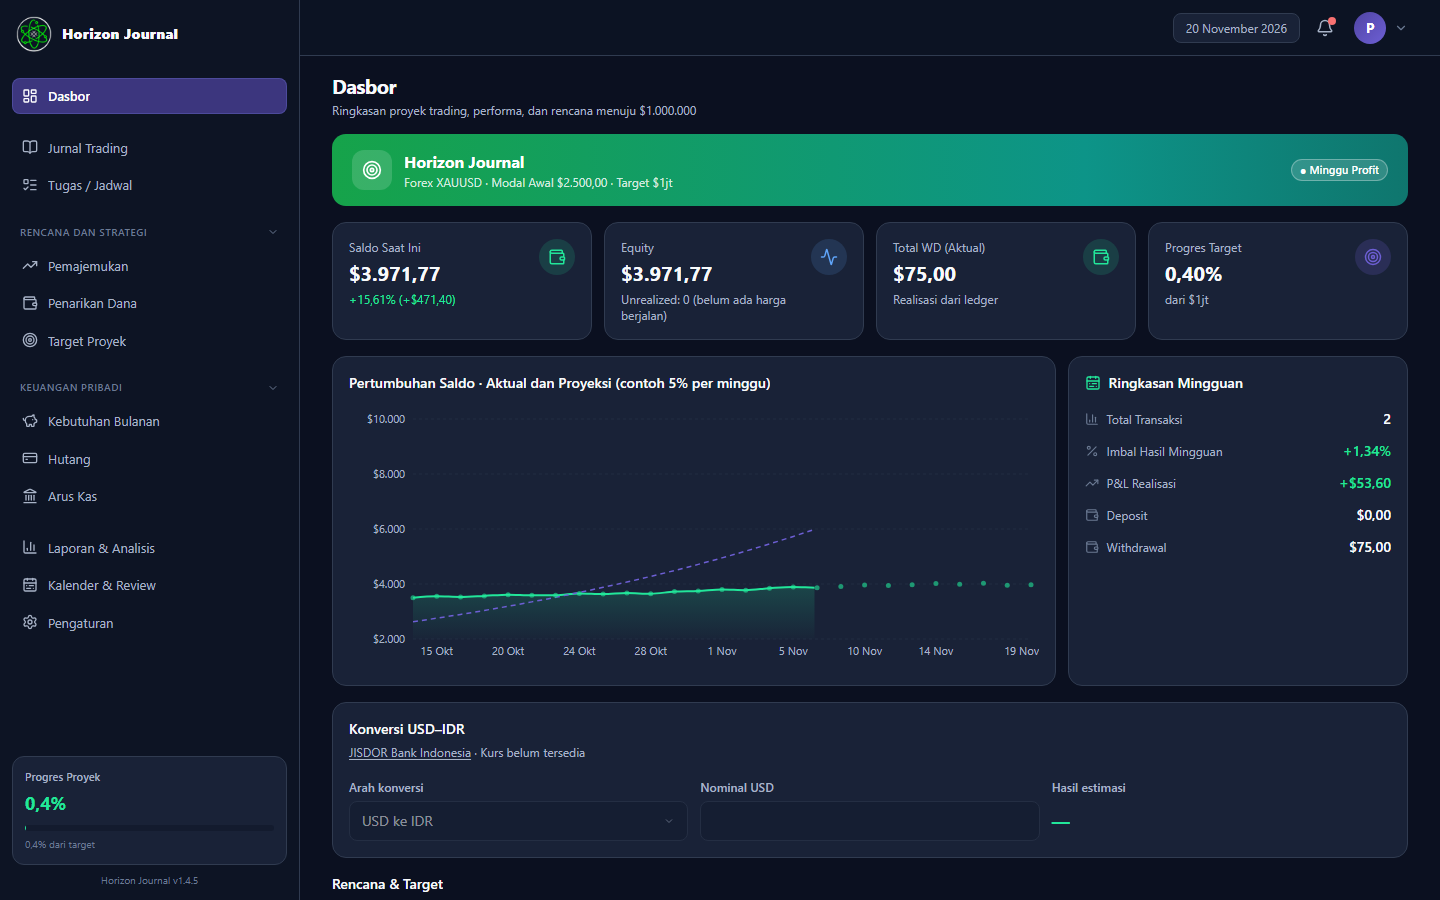 Horizon Journal
Dasbor
Jurnal Trading
Tugas / Jadwal
RENCANA DAN STRATEGI
Pemajemukan
Penarikan Dana
Target Proyek
KEUANGAN PRIBADI
Kebutuhan Bulanan
Hutang
Arus Kas
Laporan & Analisis
Kalender & Review
Pengaturan
Progres Proyek
0,4%
0,4% dari target
Horizon Journal v1.4.5
20 November 2026
P
Dasbor
Ringkasan proyek trading, performa, dan rencana menuju $1.000.000
Horizon Journal
Forex XAUUSD · Modal Awal $2.500,00 · Target $1jt
● Minggu Profit
Saldo Saat Ini
$3.971,77
+15,61% (+$471,40)
Equity
$3.971,77
Unrealized: 0 (belum ada harga
berjalan)
Total WD (Aktual)
$75,00
Realisasi dari ledger
Progres Target
0,40%
dari $1jt
Pertumbuhan Saldo · Aktual dan Proyeksi (contoh 5% per minggu)
$10.000
$8.000
$6.000
$4.000
$2.000
15 Okt 20 Okt 24 Okt 28 Okt 1 Nov 5 Nov 10 Nov 14 Nov 19 Nov
Ringkasan Mingguan
Total Transaksi 2
Imbal Hasil Mingguan +1,34%
P&L Realisasi +$53,60
Deposit $0,00
Withdrawal $75,00
Konversi USD–IDR
JISDOR Bank Indonesia · Kurs belum tersedia
Arah konversi
USD ke IDR
Nominal USD
Hasil estimasi
—
Rencana & Target